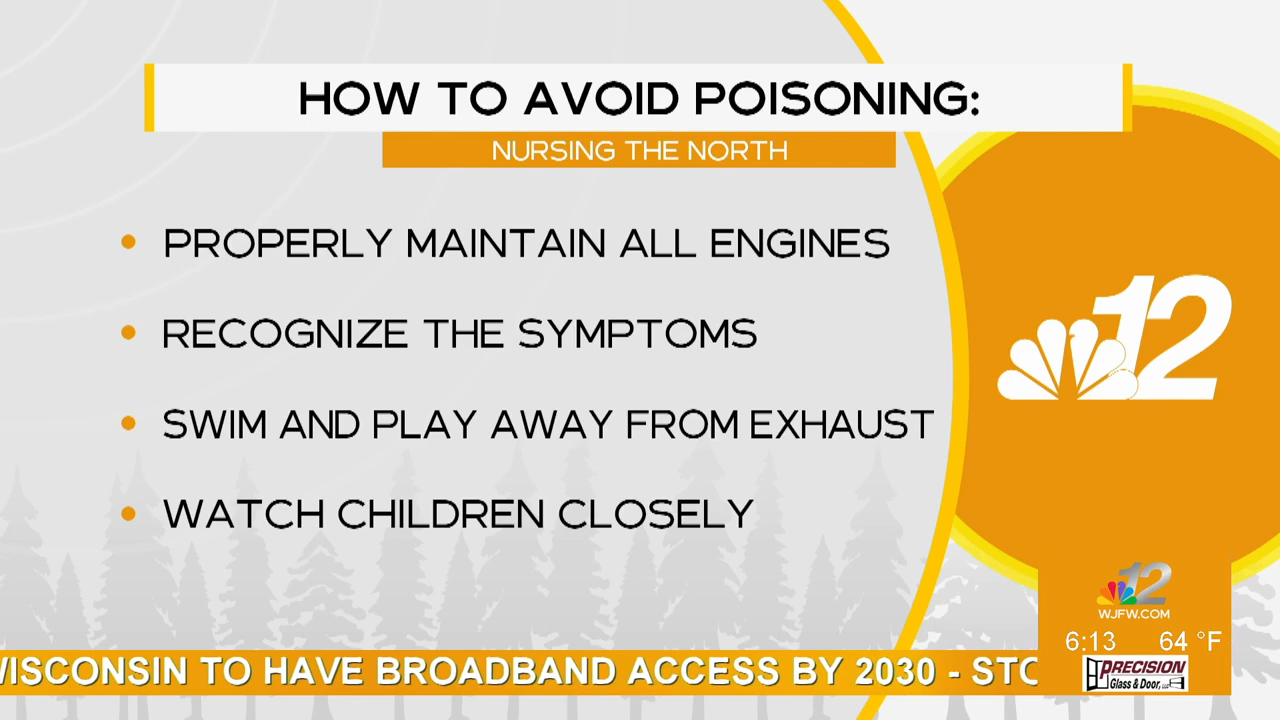 HOW TO AVOID POISONING:
NURSING THE NORTH
• PROPERLY MAINTAIN ALL ENGINES
• RECOGNIZE THE SYMPTOMS
• SWIM AND PLAY AWAY FROM EXHAUST
• WATCH CHILDREN CLOSELY
12
12
WJFW.COM
6:13 64 °F
WISCONSIN TO HAVE BROADBAND ACCESS BY 2030 - STO
PRECISION
Glass & Door, LLC